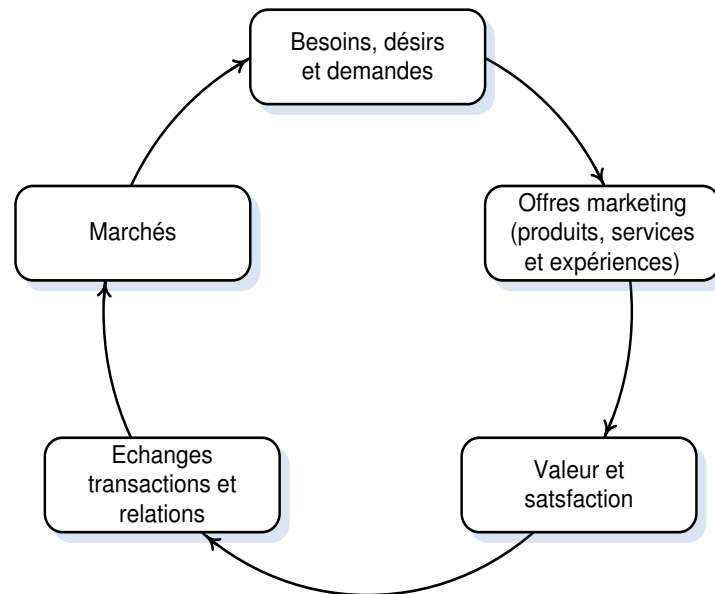 Besoins, désirs
et demandes
Offres marketing
(produits, services
et expériences)
Valeur et
satsfaction
Echanges
transactions et
relations
Marchés